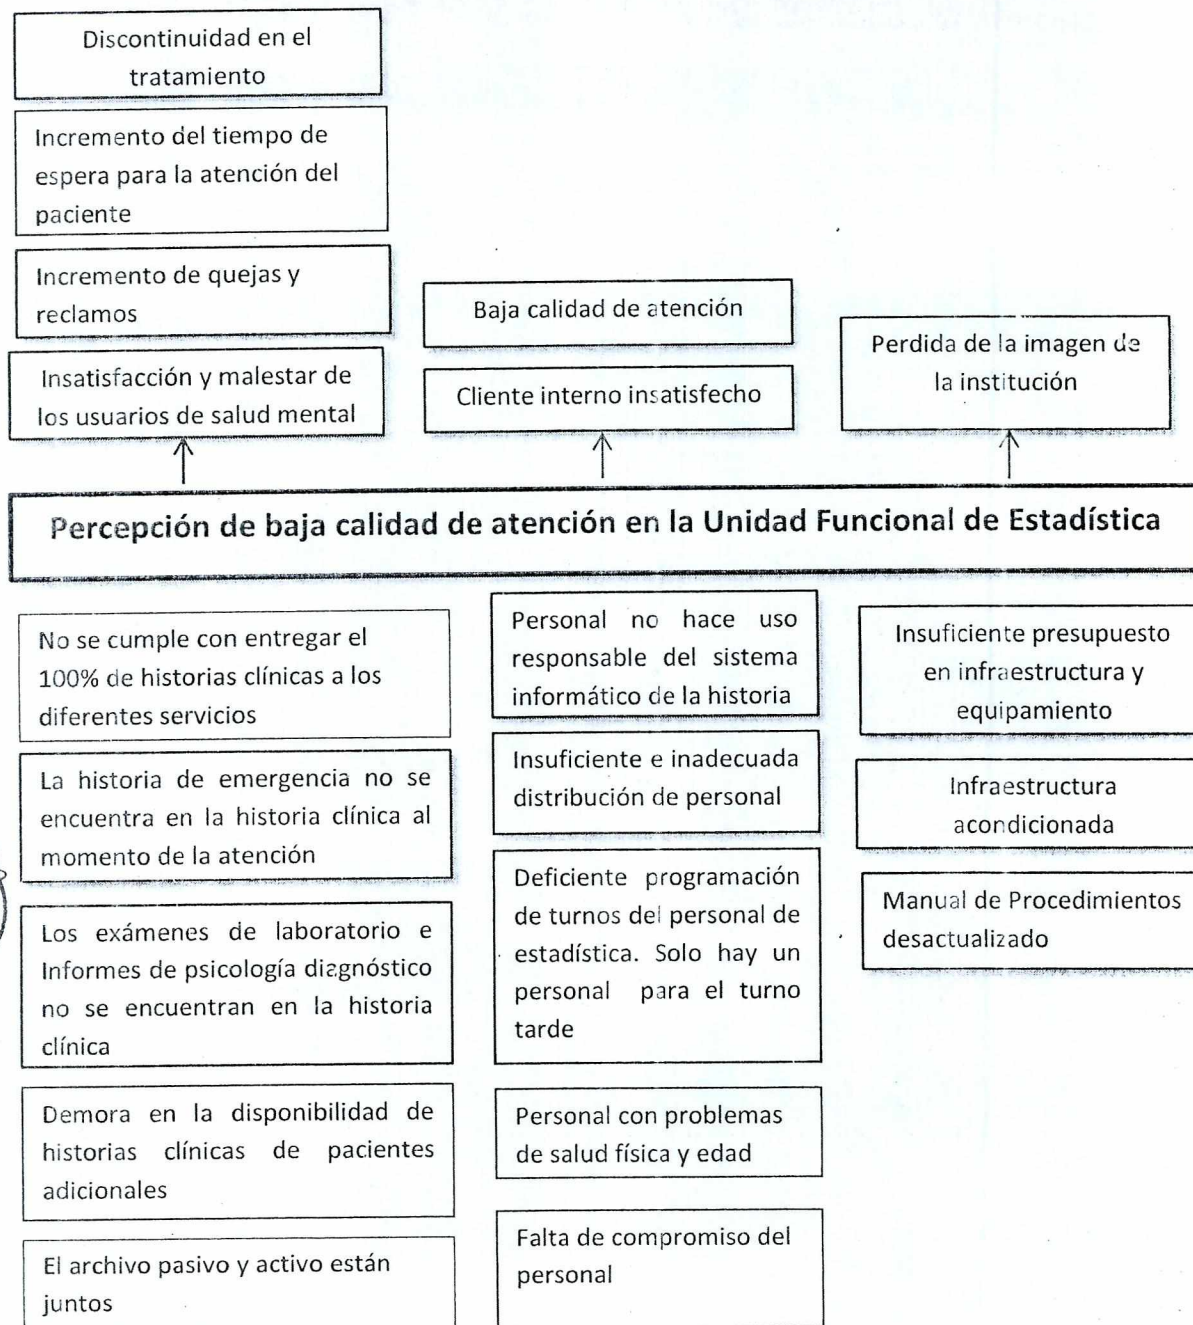 Discontinuidad en el
tratamiento
Incremento del tiempo de
espera para la atención del
paciente
Incremento de quejas y
reclamos
Insatisfacción y malestar de
los usuarios de salud mental
Baja calidad de atención
Cliente interno insatisfecho
Perdida de la imagen de
la institución
Percepción de baja calidad de atención en la Unidad Funcional de Estadística
No se cumple con entregar el
100% de historias clínicas a los
diferentes servicios
La historia de emergencia no se
encuentra en la historia clínica al
momento de la atención
Los exámenes de laboratorio e
Informes de psicología diagnóstico
no se encuentran en la historia
clínica
Demora en la disponibilidad de
historias clínicas de pacientes
adicionales
El archivo pasivo y activo están
juntos
Personal no hace uso
responsable del sistema
informático de la historia
Insuficiente e inadecuada
distribución de personal
Deficiente programación
de turnos del personal de
estadística. Solo hay un
personal para el turno
tarde
Personal con problemas
de salud física y edad
Falta de compromiso del
personal
Insuficiente presupuesto
en infraestructura y
equipamiento
Infraestructura
acondicionada
Manual de Procedimientos
desactualizado